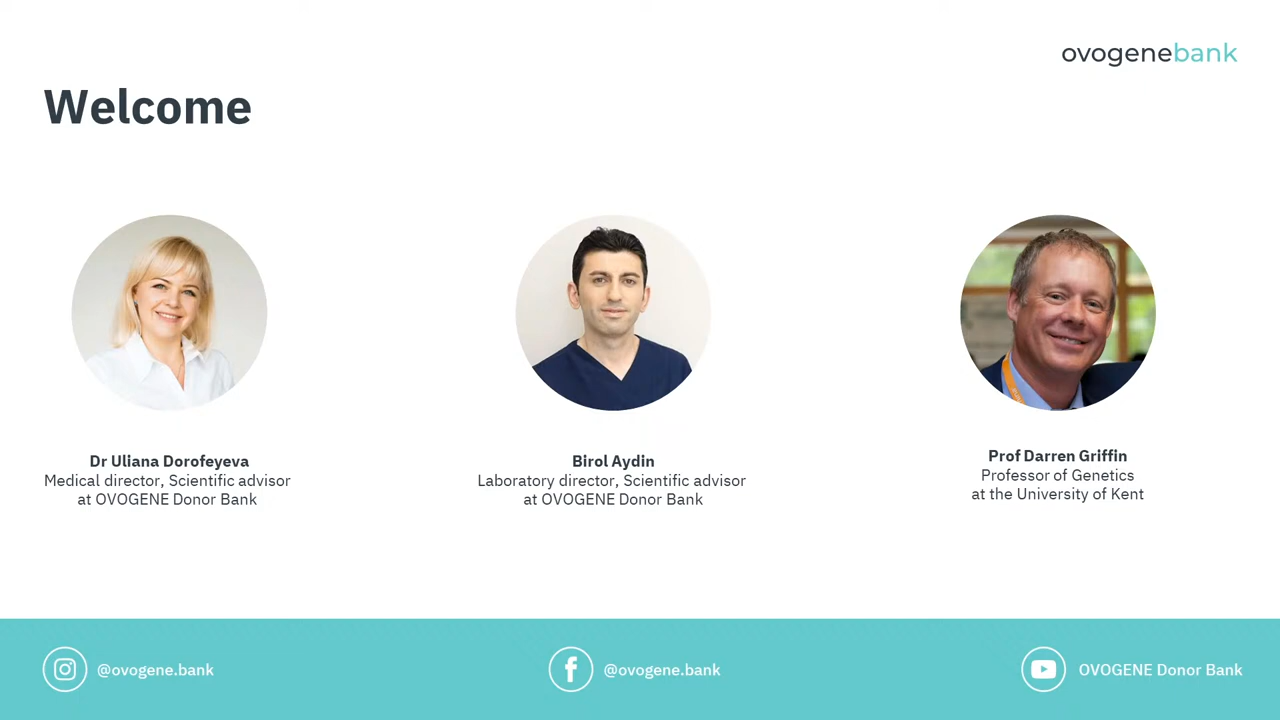 ovogenebank
Welcome
Dr Uliana Dorofeyeva
Medical director, Scientific advisor
at OVOGENE Donor Bank
Birol Aydin
Laboratory director, Scientific advisor
at OVOGENE Donor Bank
Prof Darren Griffin
Professor of Genetics
at the University of Kent
@ovogene.bank
@ovogene.bank
OVOGENE Donor Bank